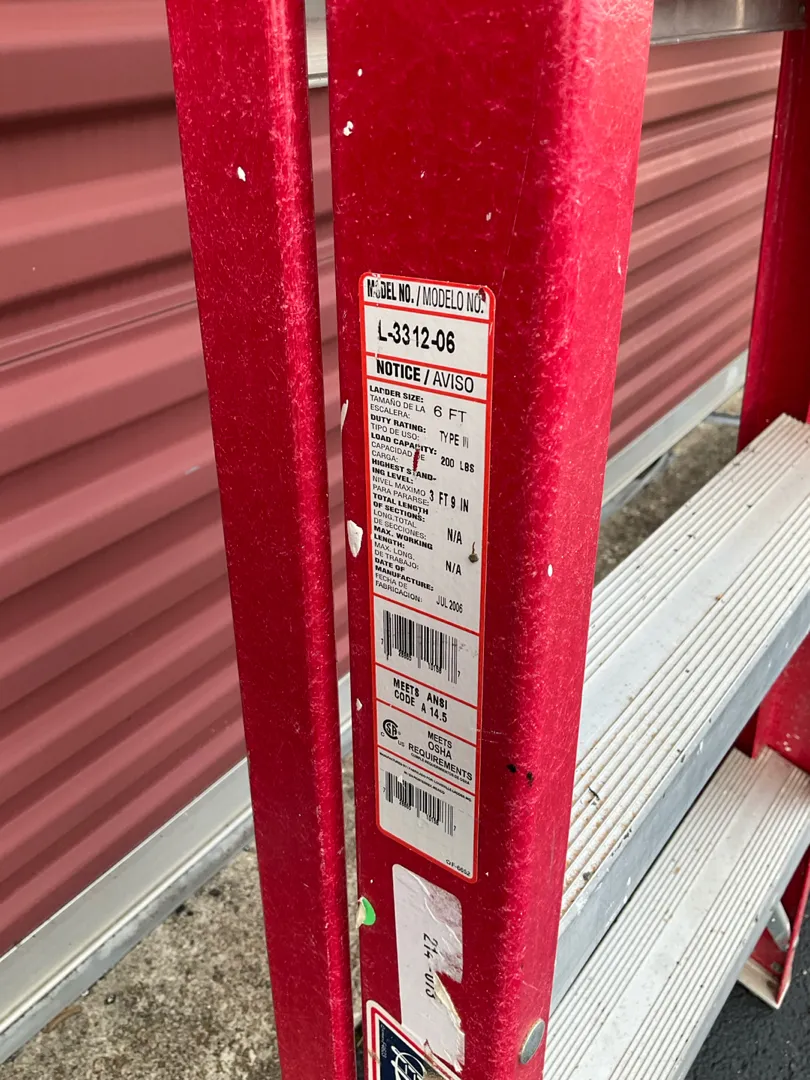 MODEL NO. / MODELO NO.
L-3312-06
NOTICE / AVISO
LADDER SIZE:
TAMAÑO DE LA
ESCALERA:
6 FT
DUTY RATING:
TIPO DE USO:
TYPE III
LOAD CAPACITY:
CAPACIDAD DE
CARGA:
200 LBS
HIGHEST STAND-
ING LEVEL:
NIVEL MAXIMO
PARA PARARSE:
3 FT 9 IN
TOTAL LENGTH
OF SECTIONS:
LONG.TOTAL
DE SECCIONES:
N/A
MAX. WORKING
LENGTH:
MAX. LONG.
DE TRABAJO:
N/A
DATE OF
MANUFACTURE:
FECHA DE
FABRICACION:
JUL 2006
MEETS ANSI
CODE A 14.5
C US
MEETS
OSHA
REQUIREMENTS
214-073